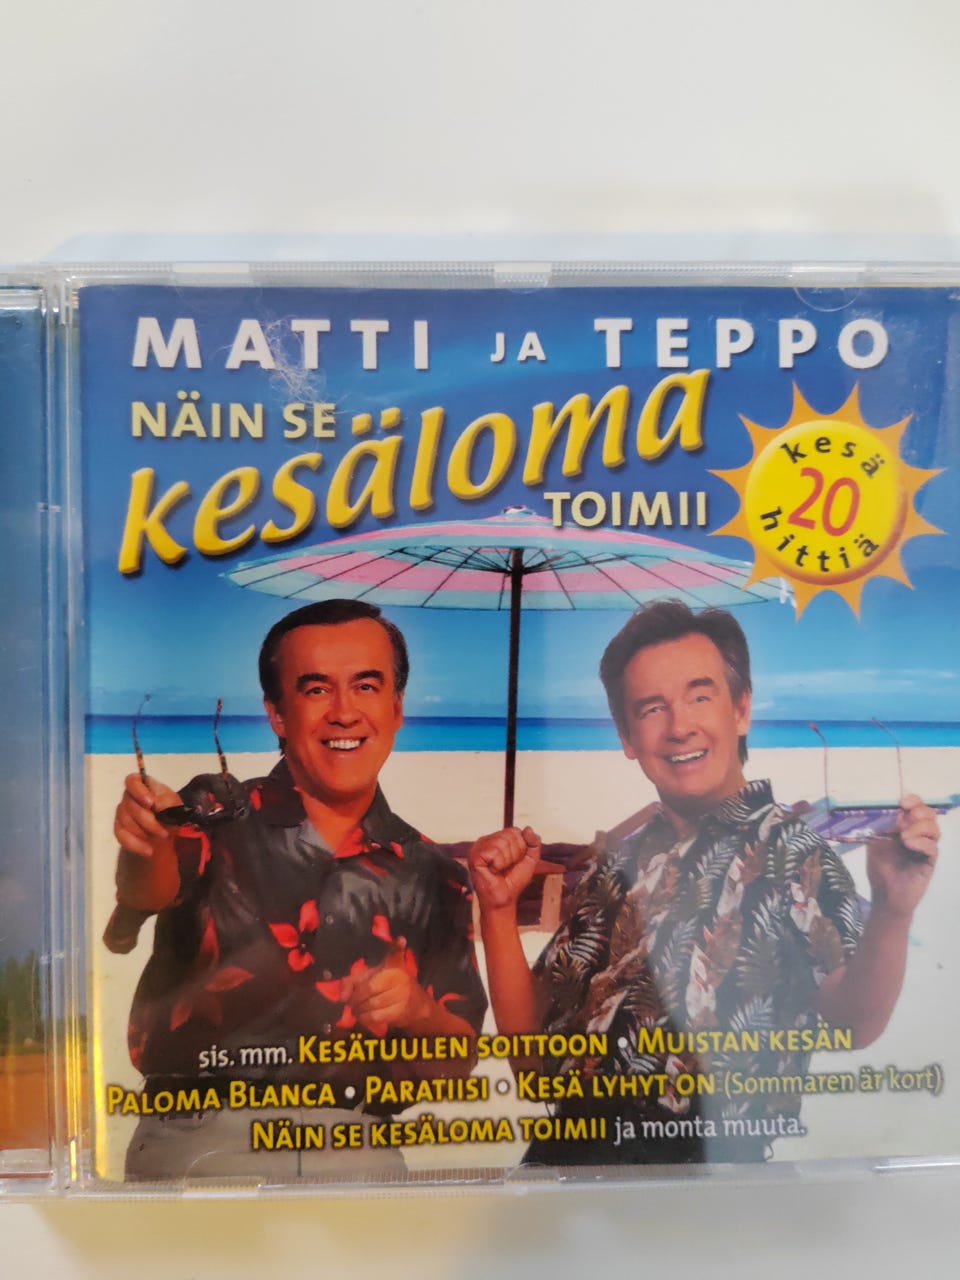 MATTI JA TEPPO
NÄIN SE
kesäloma
TOIMII
kesä
20
hittiä
sis. mm. KESÄTUULEN SOITTOON • MUISTAN KESÄN
PALOMA BLANCA • PARATIISI • KESÄ LYHYT ON (Sommaren är kort)
NÄIN SE KESÄLOMA TOIMII ja monta muuta.